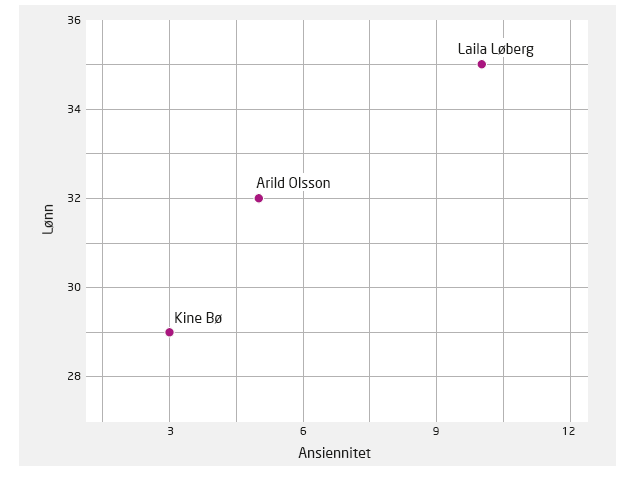 36
Laila Løberg
34
Arild Olsson
32
Lønn
30
Kine Bø
28
3 6 9 12
Ansiennitet